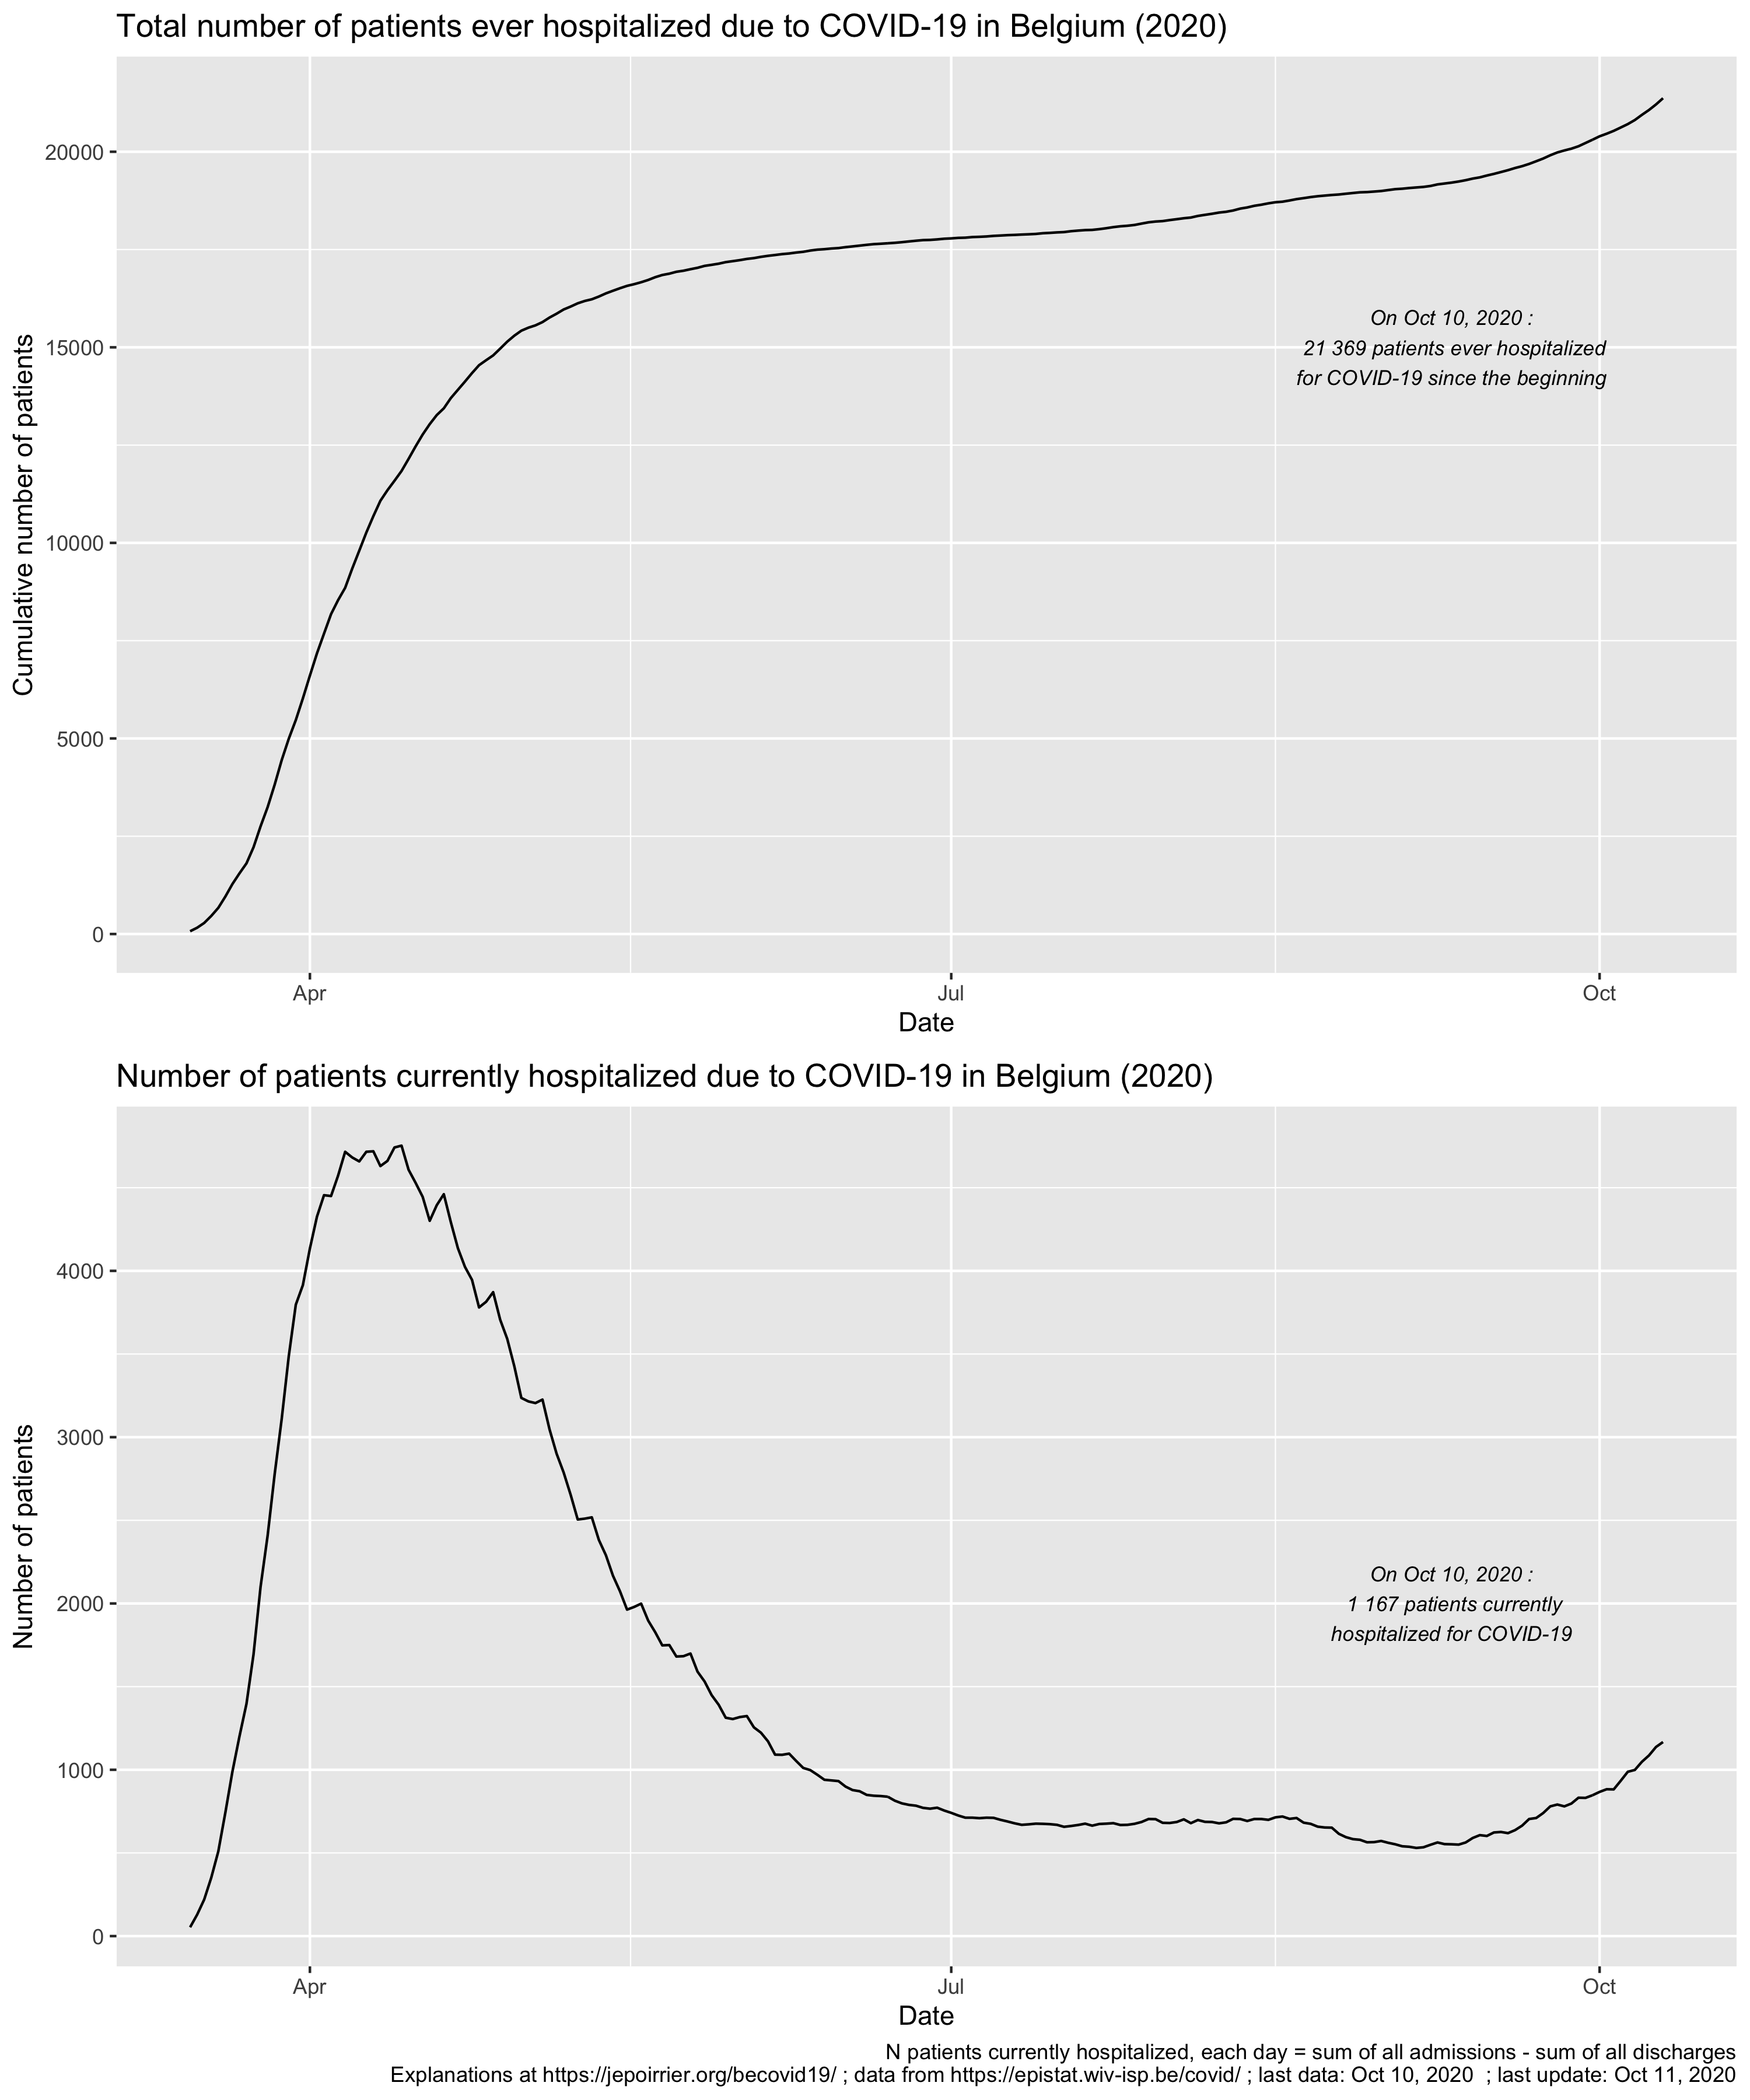 Total number of patients ever hospitalized due to COVID-19 in Belgium (2020)
Cumulative number of patients
20000
15000
10000
5000
0
On Oct 10, 2020 :
21 369 patients ever hospitalized
for COVID-19 since the beginning
Apr
Jul
Oct
Date
Number of patients currently hospitalized due to COVID-19 in Belgium (2020)
Number of patients
4000
3000
2000
1000
0
On Oct 10, 2020 :
1 167 patients currently
hospitalized for COVID-19
Apr
Jul
Oct
Date
N patients currently hospitalized, each day = sum of all admissions - sum of all discharges
Explanations at https://jepoirrier.org/becovid19/ ; data from https://epistat.wiv-isp.be/covid/ ; last data: Oct 10, 2020  ; last update: Oct 11, 2020